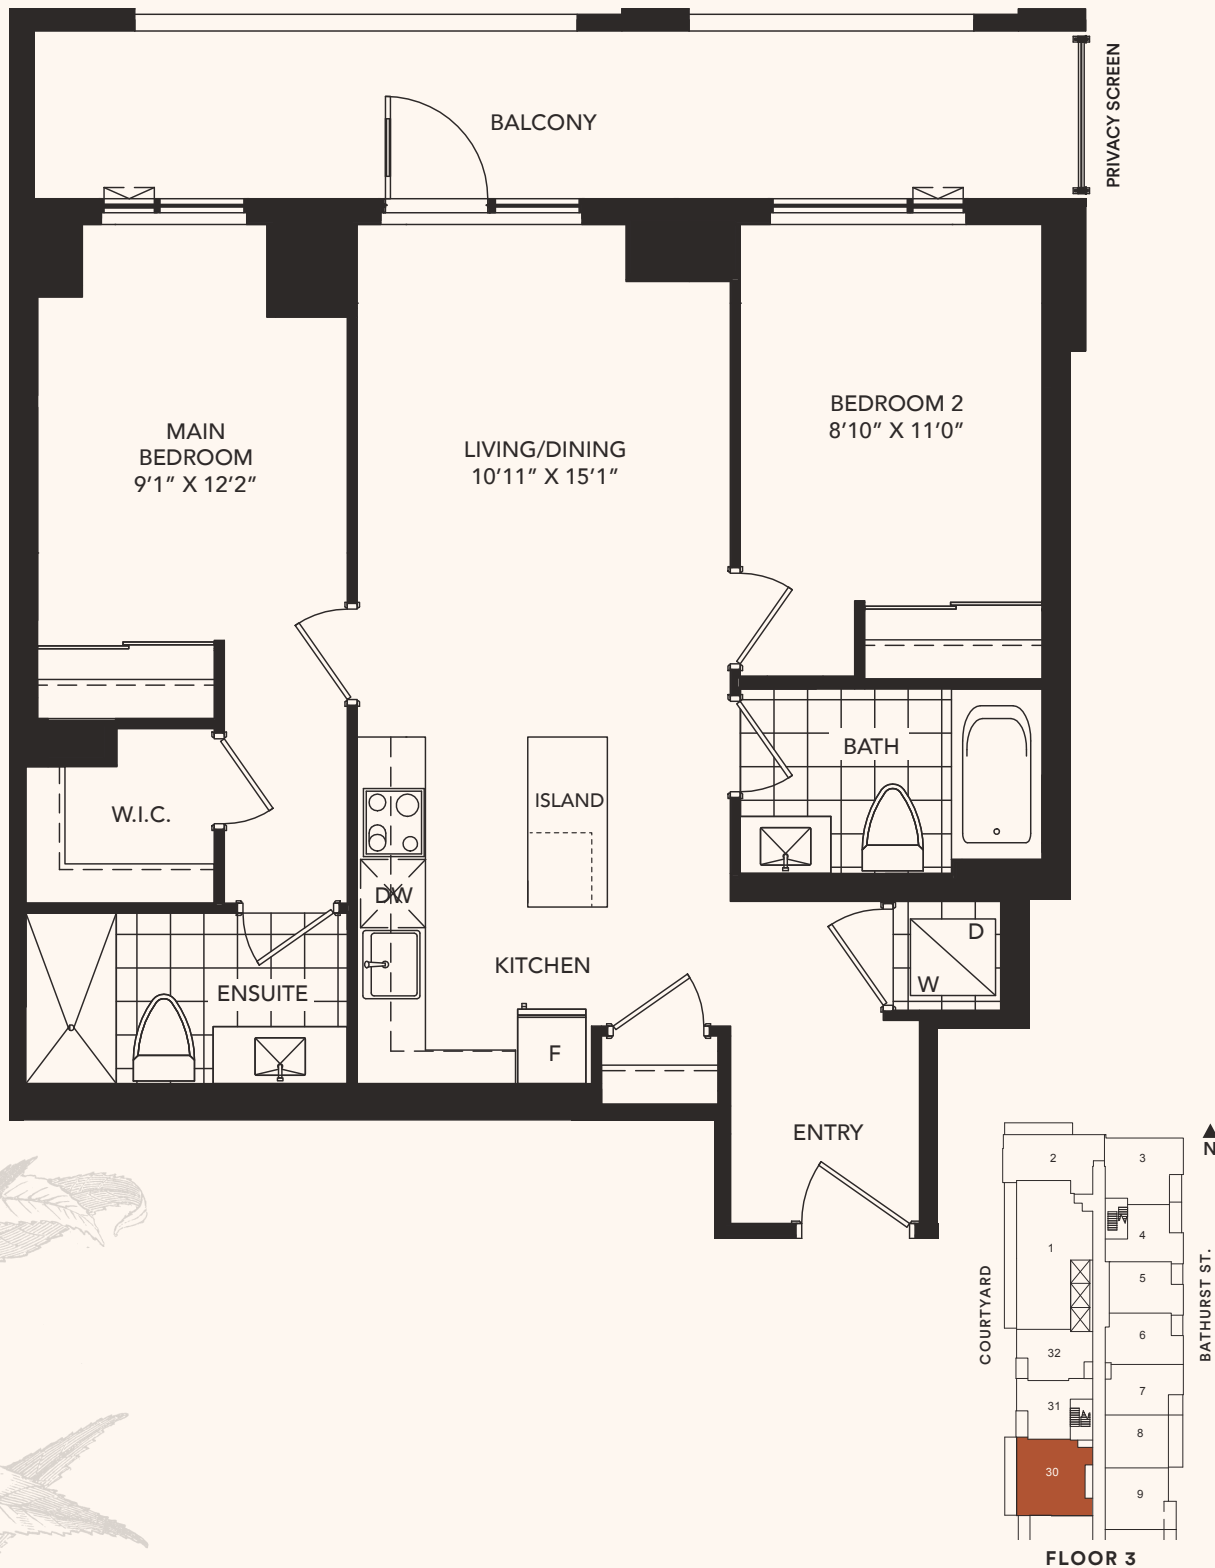 BALCONY
PRIVACY SCREEN
MAIN
BEDROOM
9'1" X 12'2"
LIVING/DINING
10'11" X 15'1"
BEDROOM 2
8'10" X 11'0"
BATH
ISLAND
W.I.C.
DW
D
W
KITCHEN
ENSUITE
F
ENTRY
N
2
3
4
1
5
COURTYARD
BATHURST ST.
6
32
7
31
8
30
9
FLOOR 3